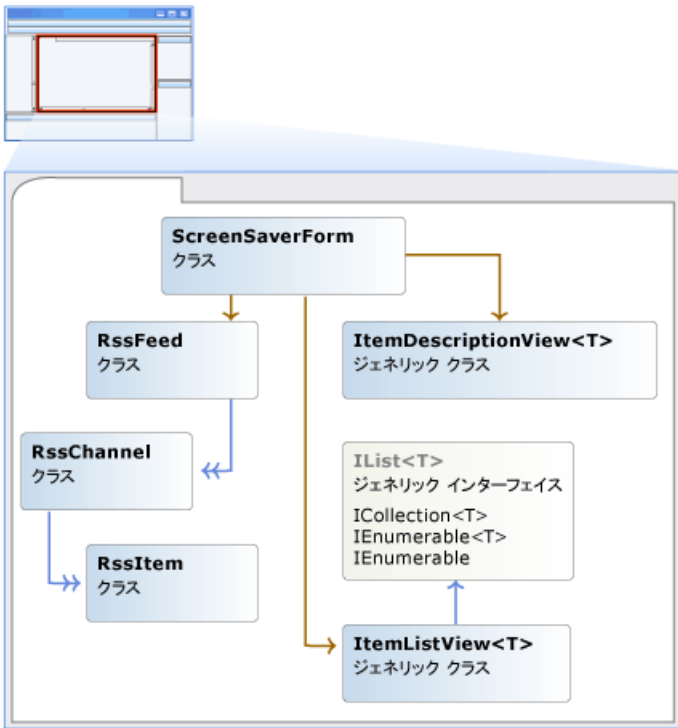 ScreenSaverForm
クラス
RssFeed
クラス
ItemDescriptionView<T>
ジェネリック クラス
RssChannel
クラス
IList<T>
ジェネリック インターフェイス
ICollection<T>
IEnumerable<T>
IEnumerable
RssItem
クラス
ItemListView<T>
ジェネリック クラス